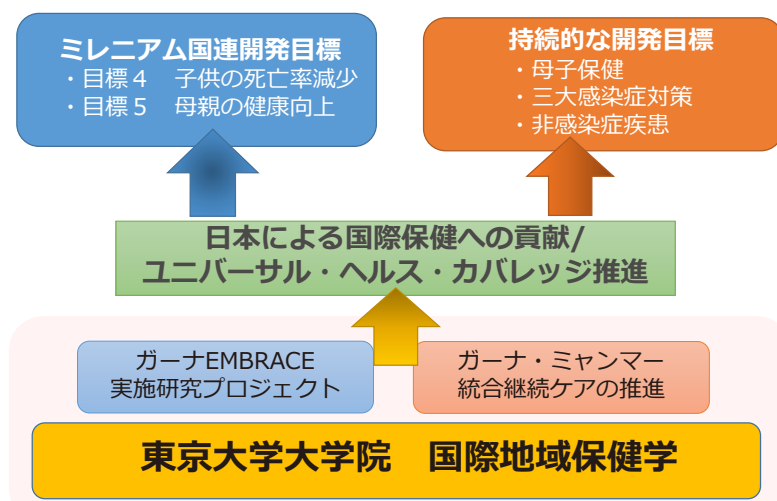 ミレニアム国連開発目標
・目標４　子供の死亡率減少
・目標５　母親の健康向上
持続的な開発目標
・母子保健
・三大感染症対策
・非感染症疾患
日本による国際保健への貢献/
ユニバーサル・ヘルス・カバレッジ推進
ガーナEMBRACE
実施研究プロジェクト
ガーナ・ミャンマー
統合継続ケアの推進
東京大学大学院　国際地域保健学